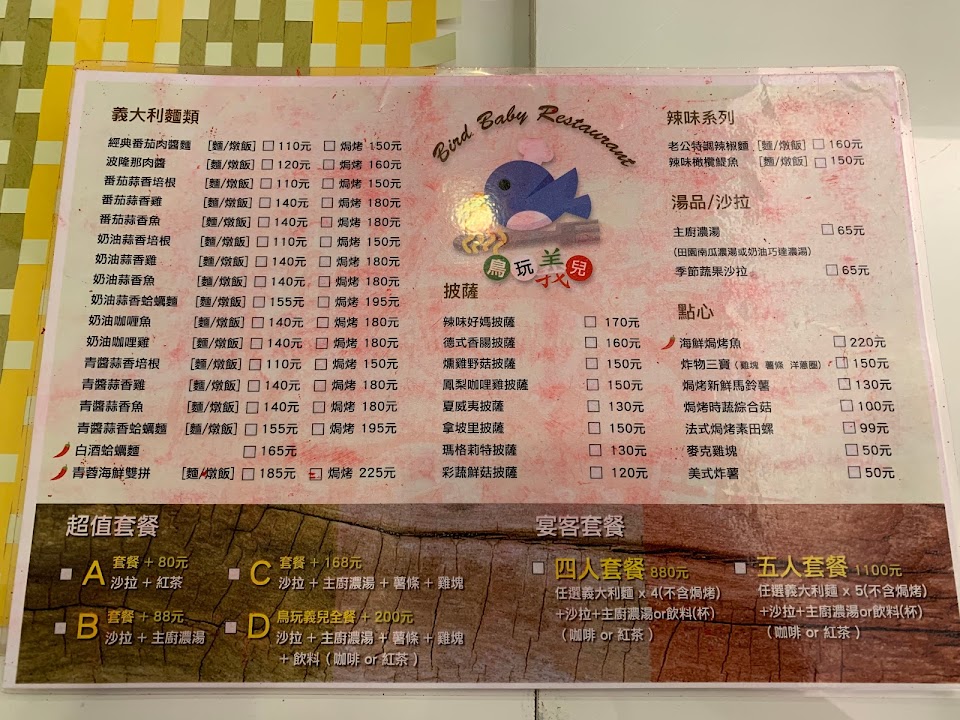 義大利麵類
經典番茄肉醬麵 [麵/燉飯] □ 110元 □ 焗烤 150元
波隆那肉醬 [麵/燉飯] □ 120元 □ 焗烤 160元
番茄蒜香培根 [麵/燉飯] □ 110元 □ 焗烤 150元
番茄蒜香雞 [麵/燉飯] □ 140元 □ 焗烤 180元
番茄蒜香魚 [麵/燉飯] □ 140元 □ 焗烤 180元
奶油蒜香培根 [麵/燉飯] □ 110元 □ 焗烤 150元
奶油蒜香雞 [麵/燉飯] □ 140元 □ 焗烤 180元
奶油蒜香魚 [麵/燉飯] □ 140元 □ 焗烤 180元
奶油蒜香蛤蠣麵 [麵/燉飯] □ 155元 □ 焗烤 195元
奶油咖哩魚 [麵/燉飯] □ 140元 □ 焗烤 180元
奶油咖哩雞 [麵/燉飯] □ 140元 □ 焗烤 180元
青醬蒜香培根 [麵/燉飯] □ 110元 □ 焗烤 150元
青醬蒜香雞 [麵/燉飯] □ 140元 □ 焗烤 180元
青醬蒜香魚 [麵/燉飯] □ 140元 □ 焗烤 180元
青醬蒜香蛤蠣麵 [麵/燉飯] □ 155元 □ 焗烤 195元
白酒蛤蠣麵 □ 165元
青蓉海鮮雙拼 [麵/燉飯] □ 185元 □ 焗烤 225元
Bird Baby Restaurant
鳥玩義兒
披薩
辣味好媽披薩 □ 170元
德式香腸披薩 □ 160元
燻雞野菇披薩 □ 150元
鳳梨咖哩雞披薩 □ 150元
夏威夷披薩 □ 130元
拿坡里披薩 □ 150元
瑪格莉特披薩 □ 130元
彩蔬鮮菇披薩 □ 120元
辣味系列
老公特調辣椒麵 [麵/燉飯] □ 160元
辣味橄欖鯷魚 [麵/燉飯] □ 150元
湯品/沙拉
主廚濃湯 □ 65元
(田園南瓜濃湯或奶油巧達濃湯)
季節蔬果沙拉 □ 65元
點心
海鮮焗烤魚 □ 220元
炸物三寶(雞塊 薯條 洋蔥圈) □ 150元
焗烤新鮮馬鈴薯 □ 130元
焗烤時蔬綜合菇 □ 100元
法式焗烤素田螺 □ 99元
麥克雞塊 □ 50元
美式炸薯 □ 50元
超值套餐
□ A 套餐 + 80元
沙拉 + 紅茶
□ B 套餐 + 88元
沙拉 + 主廚濃湯
□ C 套餐 + 168元
沙拉 + 主廚濃湯 + 薯條 + 雞塊
□ D 鳥玩義兒全餐 + 200元
沙拉 + 主廚濃湯 + 薯條 + 雞塊
+ 飲料 ( 咖啡 or 紅茶 )
宴客套餐
□ 四人套餐 880元
任選義大利麵 x 4(不含焗烤)
+沙拉+主廚濃湯or飲料(杯)
( 咖啡 or 紅茶 )
□ 五人套餐 1100元
任選義大利麵 x 5(不含焗烤)
+沙拉+主廚濃湯or飲料(杯)
( 咖啡 or 紅茶 )